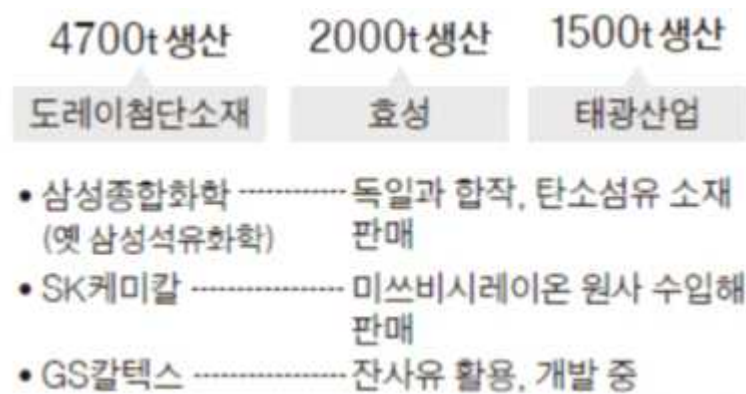 4700t 생산 2000t 생산 1500t 생산
도레이첨단소재 효성 태광산업
• 삼성종합화학 ------------ 독일과 합작, 탄소섬유 소재
(옛 삼성석유화학) 판매
• SK케미칼 ----------------- 미쓰비시레이온 원사 수입해
판매
• GS칼텍스 ----------------- 잔사유 활용, 개발 중